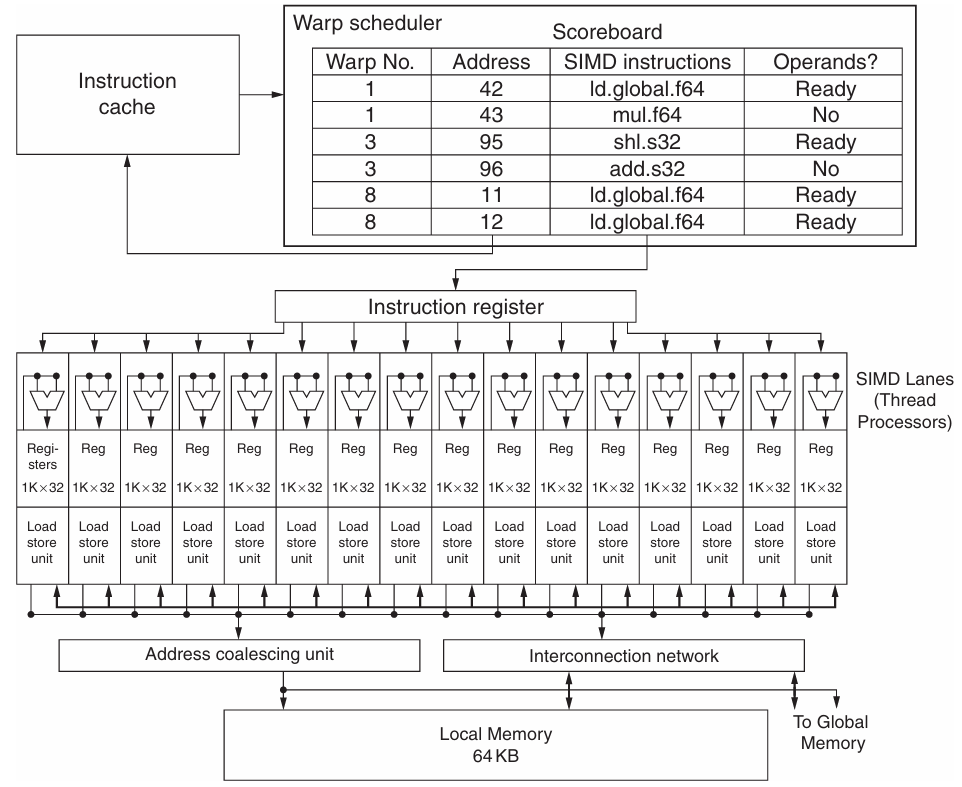 Warp scheduler
Scoreboard
Warp No. Address SIMD instructions Operands?
1 42 ld.global.f64 Ready
1 43 mul.f64 No
3 95 shl.s32 Ready
3 96 add.s32 No
8 11 ld.global.f64 Ready
8 12 ld.global.f64 Ready
Instruction
cache
Instruction register
SIMD Lanes
(Thread
Processors)
Regi- Reg Reg Reg Reg Reg Reg Reg Reg Reg Reg Reg Reg Reg Reg Reg
sters
1K×32 1K×32 1K×32 1K×32 1K×32 1K×32 1K×32 1K×32 1K×32 1K×32 1K×32 1K×32 1K×32 1K×32 1K×32 1K×32
Load Load Load Load Load Load Load Load Load Load Load Load Load Load Load Load
store store store store store store store store store store store store store store store store
unit unit unit unit unit unit unit unit unit unit unit unit unit unit unit unit
Address coalescing unit
Interconnection network
Local Memory
64 KB
To Global
Memory